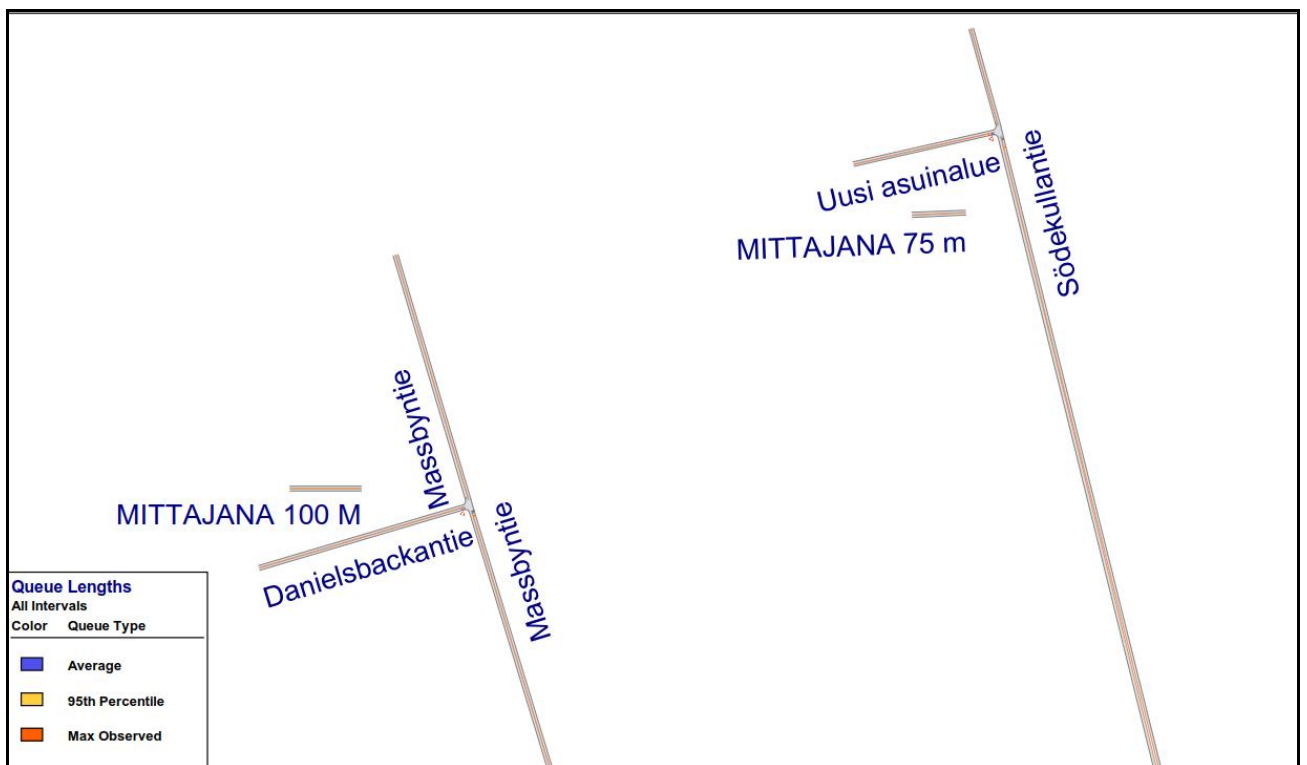 Södekullantie
Uusi asuinalue
MITTAJANA 75 m
Massbyntie
MITTAJANA 100 M
Danielsbackantie
Massbyntie
Queue Lengths
All Intervals
Color Queue Type
Average
95th Percentile
Max Observed